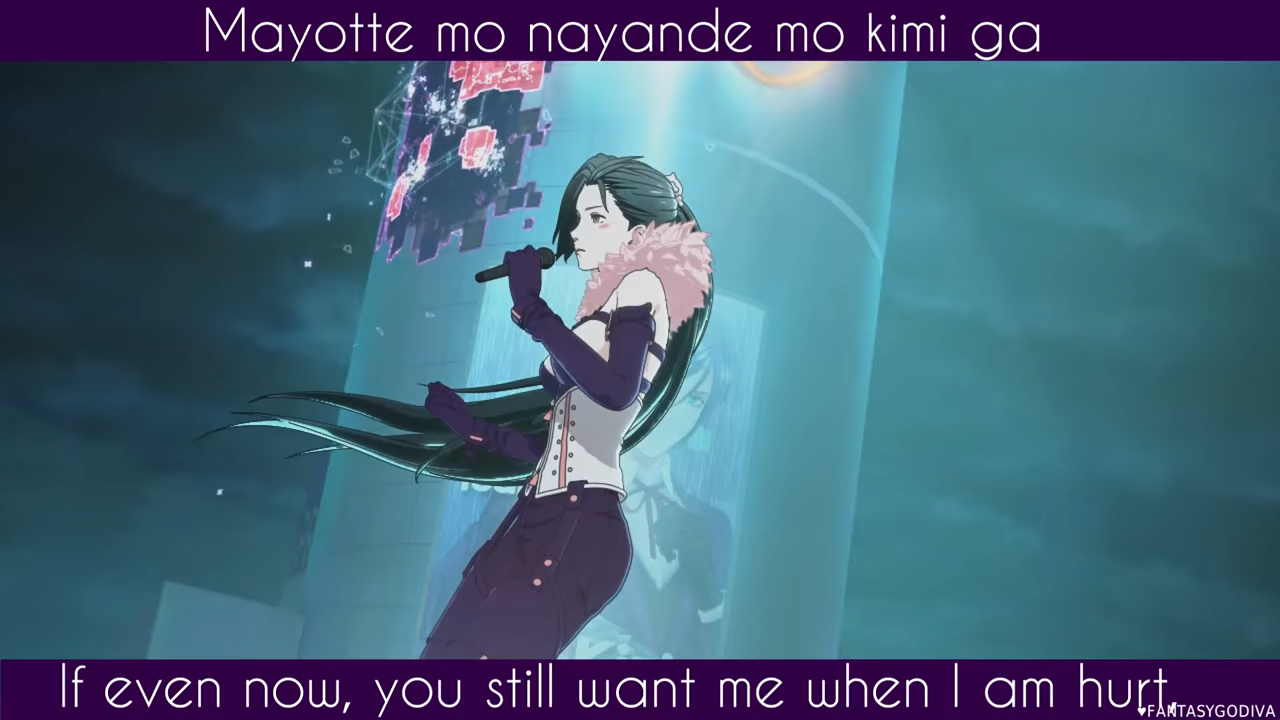 Mayotte mo nayande mo kimi ga
If even now, you still want me when I am hurt,
♥FANTASYGODIVA